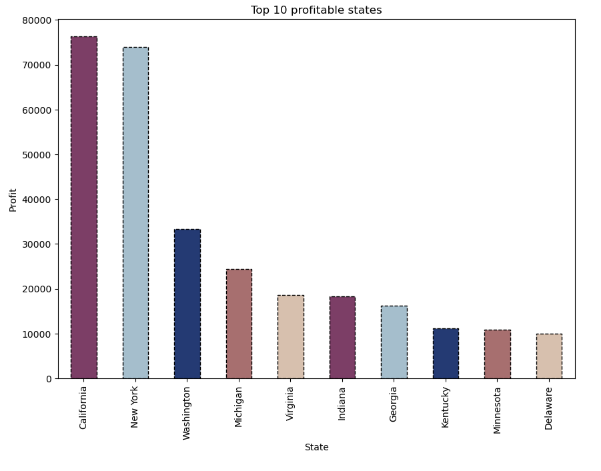 Top 10 profitable states
80000
70000
60000
50000
40000
30000
20000
10000
0
Profit
California
New York
Washington
Michigan
Virginia
Indiana
Georgia
Kentucky
Minnesota
Delaware
State